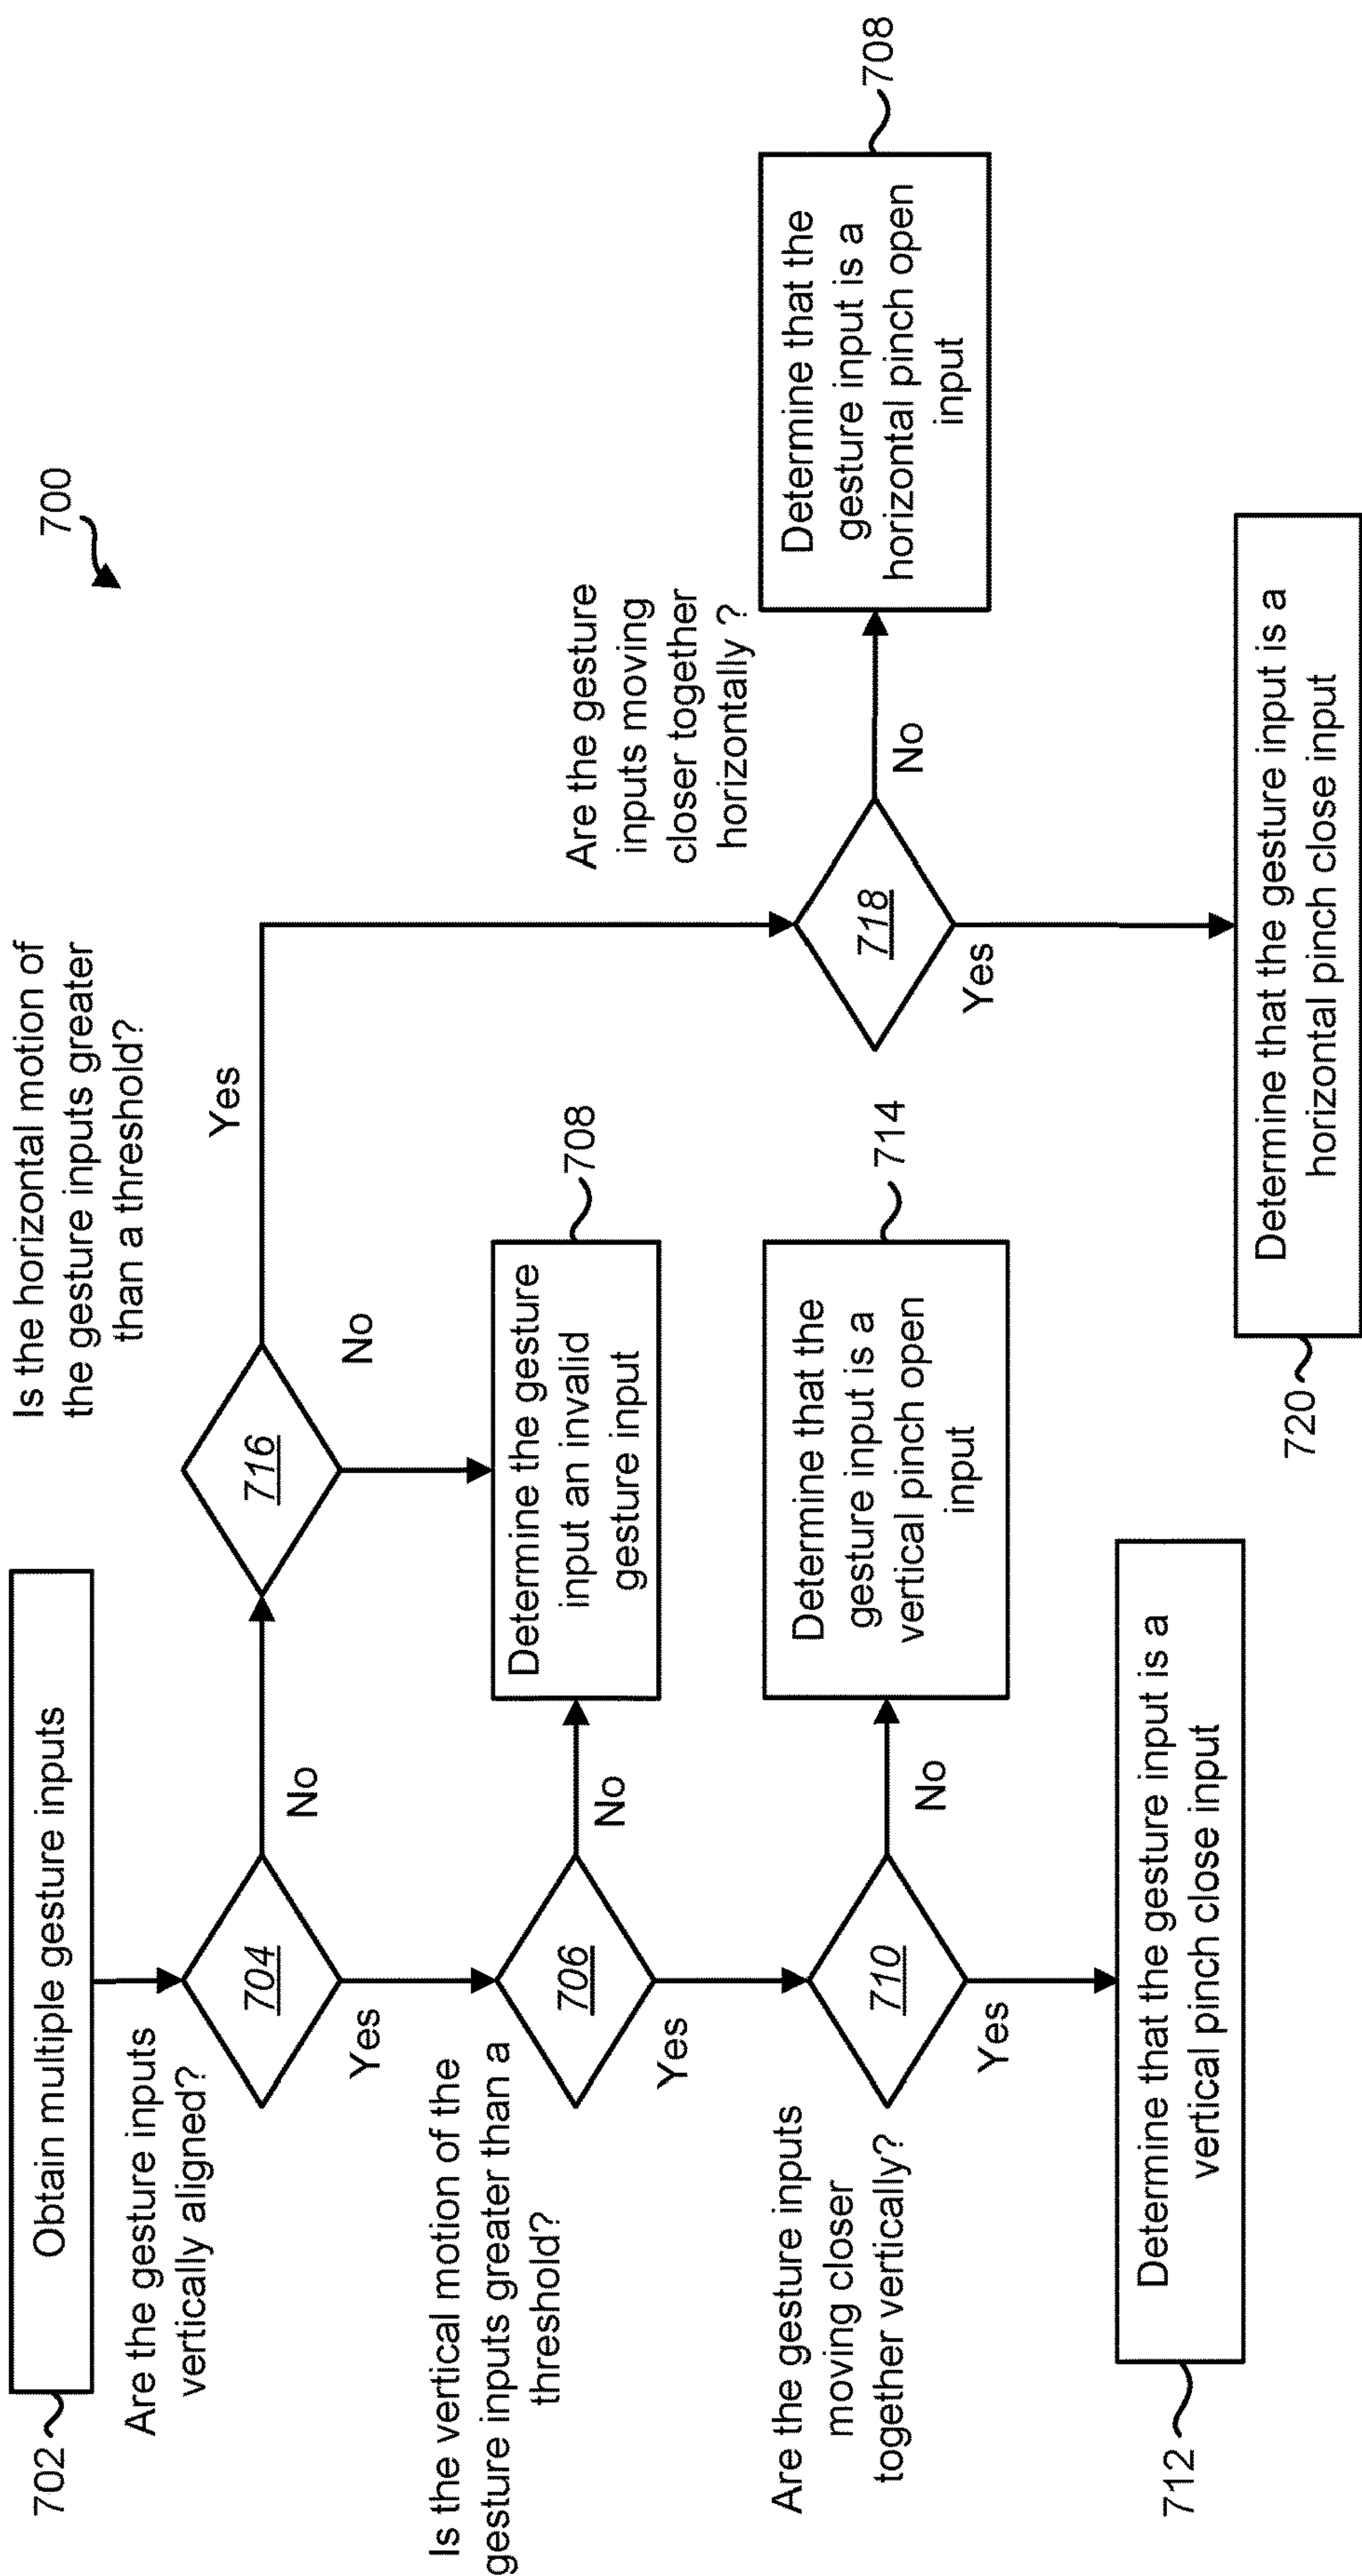 700
702
Obtain multiple gesture inputs
Are the gesture inputs
vertically aligned?
704
No
Yes
Is the horizontal motion of
the gesture inputs greater
than a threshold?
716
Yes
No
Is the vertical motion of the
gesture inputs greater than a
threshold?
706
No
Yes
Determine the gesture
input an invalid
gesture input
708
Are the gesture inputs
moving closer
together vertically?
710
No
Yes
Determine that the
gesture input is a
vertical pinch open
input
714
Are the gesture
inputs moving
closer together
horizontally ?
718
No
Yes
Determine that the
gesture input is a
horizontal pinch open
input
708
712
Determine that the gesture input is a
vertical pinch close input
720
Determine that the gesture input is a
horizontal pinch close input